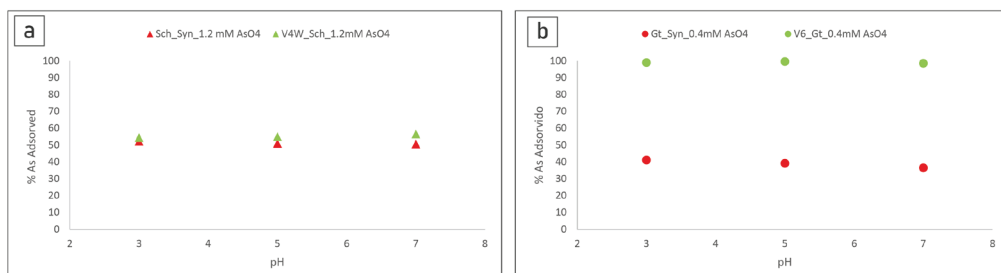 a
Sch_Syn_1.2 mM AsO4 V4W_Sch_1.2mM AsO4
% As Adsorved
100
90
80
70
60
50
40
30
20
10
0
2 3 4 5 6 7 8
pH
b
Gt_Syn_0.4mM AsO4 V6_Gt_0.4mM AsO4
% As Adsorvido
100
90
80
70
60
50
40
30
20
10
0
2 3 4 5 6 7 8
pH